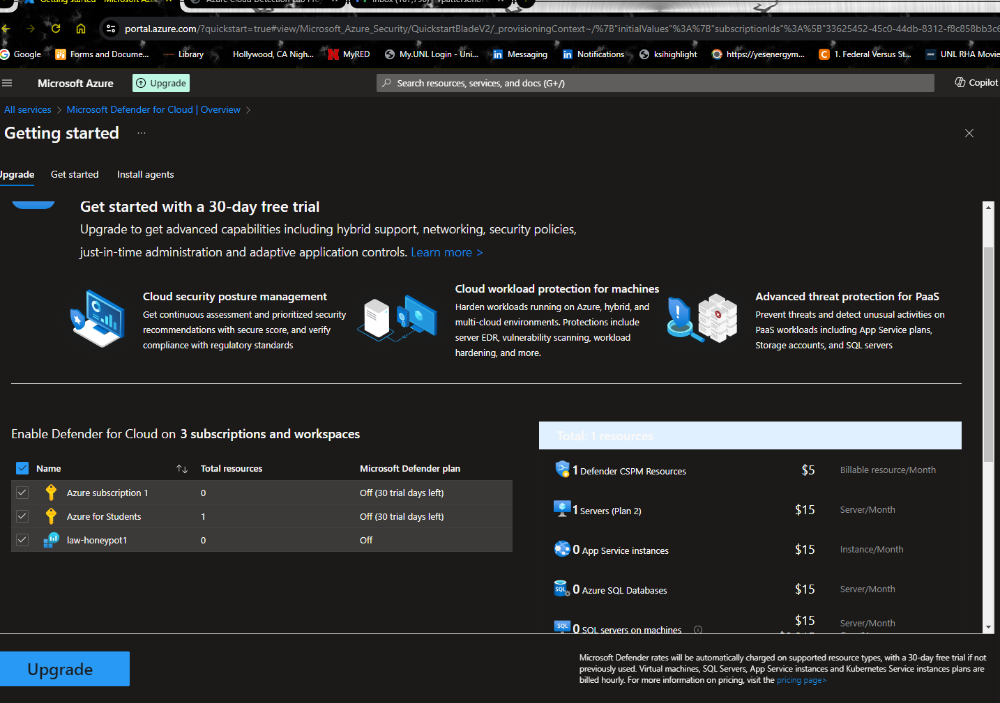 Getting started - Microsoft Azu
Azure Cloud Detection Lab Proj
portal.azure.com/?quickstart=true#view/Microsoft_Azure_Security/QuickstartBladeV2/_provisioningContext~/%7B"initialValues"%3A%7B"subscriptionIds"%3A%5B"33625452-45c0-44db-8312-f8c858bb3c6
Google
Forms and Docume...
Library
Hollywood, CA Nigh...
MyRED
My.UNL Login - Uni...
Messaging
Notifications
ksihighlight
https://yesenergym...
1. Federal Versus St...
UNL RHA Movie
Microsoft Azure
Upgrade
Search resources, services, and docs (G+/)
Copilot
All services > Microsoft Defender for Cloud | Overview >
Getting started ...
Upgrade
Get started
Install agents
Get started with a 30-day free trial
Upgrade to get advanced capabilities including hybrid support, networking, security policies,
just-in-time administration and adaptive application controls. Learn more >
Cloud security posture management
Get continuous assessment and prioritized security
recommendations with secure score, and verify
compliance with regulatory standards
Cloud workload protection for machines
Harden workloads running on Azure, hybrid, and
multi-cloud environments. Protections include
server EDR, vulnerability scanning, workload
hardening, and more.
Advanced threat protection for PaaS
Prevent threats and detect unusual activities on
PaaS workloads including App Service plans,
Storage accounts, and SQL servers
Enable Defender for Cloud on 3 subscriptions and workspaces
Name Total resources Microsoft Defender plan
Azure subscription 1 0 Off (30 trial days left)
Azure for Students 1 Off (30 trial days left)
law-honeypot1 0 Off
Total: 1 resources
1 Defender CSPM Resources $5 Billable resource/Month
1 Servers (Plan 2) $15 Server/Month
0 App Service instances $15 Instance/Month
SQL 0 Azure SQL Databases $15 Server/Month
SQL 0 SQL servers on machines $15 Server/Month
Upgrade
Microsoft Defender rates will be automatically charged on supported resource types, with a 30-day free trial if not
previously used. Virtual machines, SQL Servers, App Service instances and Kubernetes Service instances plans are
billed hourly. For more information on pricing, visit the pricing page>